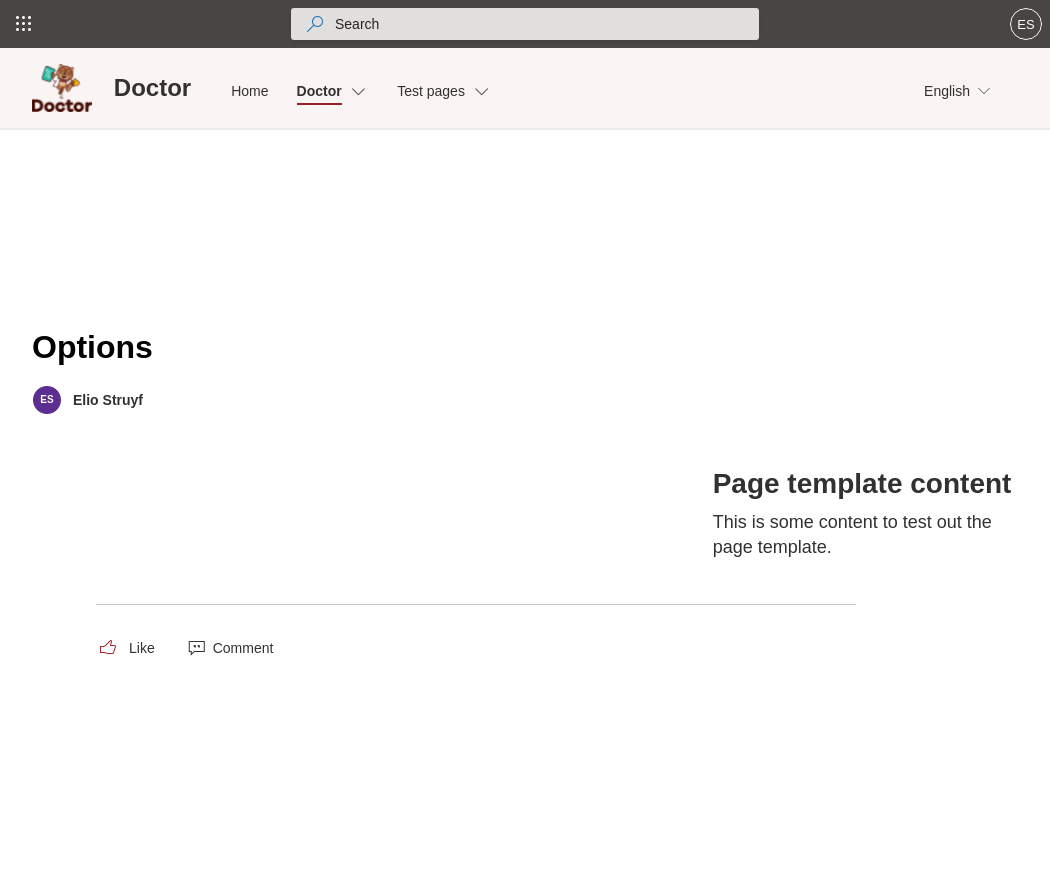 Search
ES
Doctor
Doctor
Home
Doctor
Test pages
English
Options
ES
Elio Struyf
Page template content
This is some content to test out the
page template.
Like
Comment